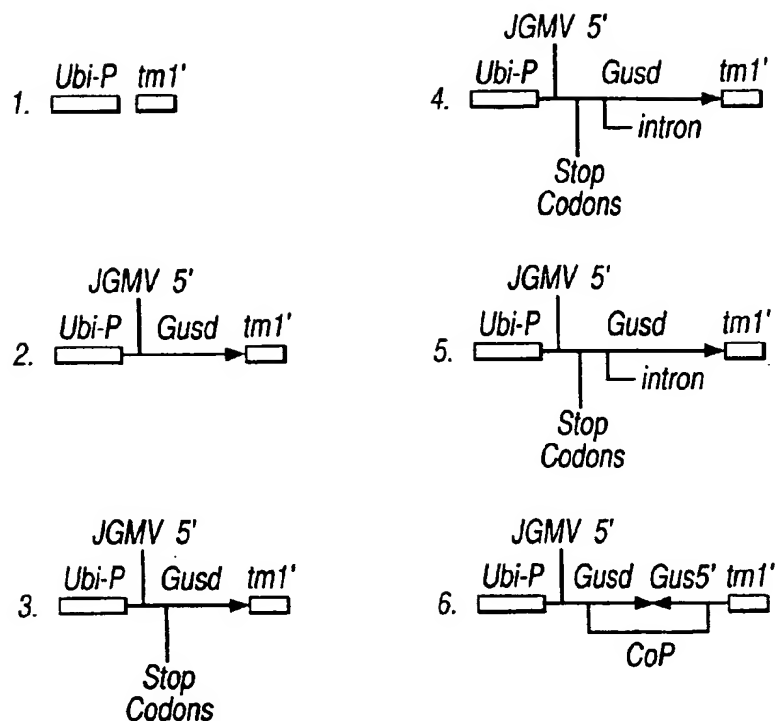 1. Ubi-P tm1'
2. JGMV 5'
Ubi-P Gusd tm1'
3. JGMV 5'
Ubi-P Gusd tm1'
Stop
Codons
4. JGMV 5'
Ubi-P Gusd tm1'
intron
Stop
Codons
5. JGMV 5'
Ubi-P Gusd tm1'
intron
Stop
Codons
6. JGMV 5'
Ubi-P Gusd Gus5' tm1'
CoP